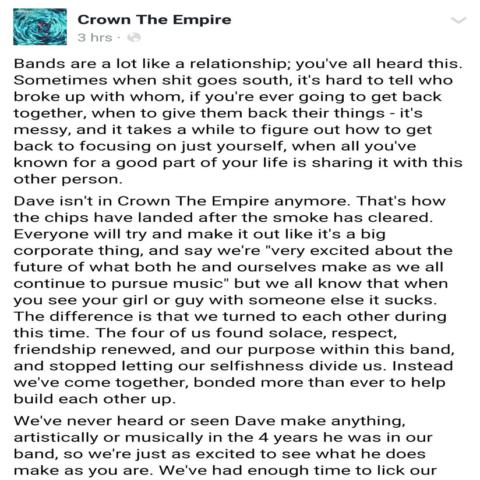 Crown The Empire
3 hrs ·
Bands are a lot like a relationship; you've all heard this.
Sometimes when shit goes south, it's hard to tell who
broke up with whom, if you're ever going to get back
together, when to give them back their things - it's
messy, and it takes a while to figure out how to get
back to focusing on just yourself, when all you've
known for a good part of your life is sharing it with this
other person.
Dave isn't in Crown The Empire anymore. That's how
the chips have landed after the smoke has cleared.
Everyone will try and make it out like it's a big
corporate thing, and say we're "very excited about the
future of what both he and ourselves make as we all
continue to pursue music" but we all know that when
you see your girl or guy with someone else it sucks.
The difference is that we turned to each other during
this time. The four of us found solace, respect,
friendship renewed, and our purpose within this band,
and stopped letting our selfishness divide us. Instead
we've come together, bonded more than ever to help
build each other up.
We've never heard or seen Dave make anything,
artistically or musically in the 4 years he was in our
band, so we're just as excited to see what he does
make as you are. We've had enough time to lick our